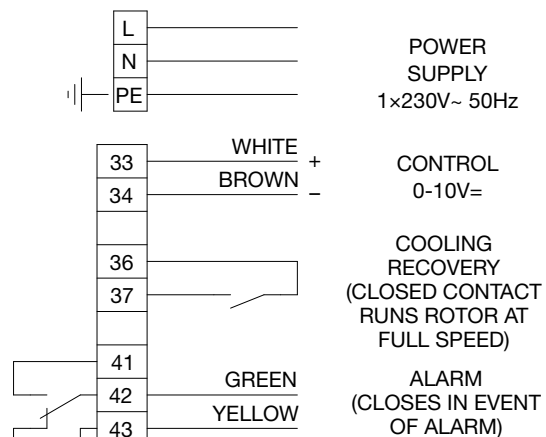 L
N
PE
POWER
SUPPLY
1×230V~ 50Hz
33 WHITE +
34 BROWN –
CONTROL
0-10V=
36
37
COOLING
RECOVERY
(CLOSED CONTACT
RUNS ROTOR AT
FULL SPEED)
41
42 GREEN
43 YELLOW
ALARM
(CLOSES IN EVENT
OF ALARM)